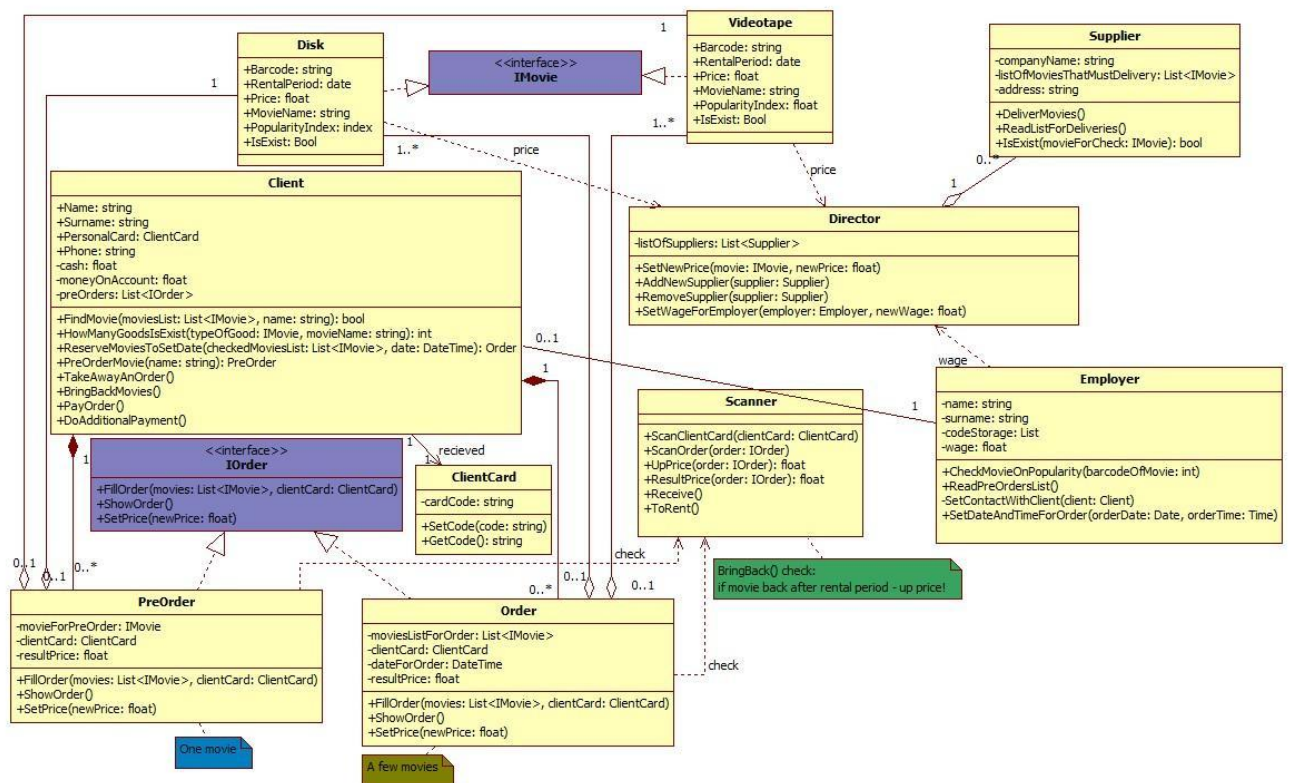 1
1
Videotape
+Barcode: string
+RentalPeriod: date
+Price: float
+MovieName: string
+PopularityIndex: float
+IsExist: Bool
Supplier
-companyName: string
-listOfMoviesThatMustDelivery: List<IMovie>
-address: string
+DeliverMovies()
+ReadListForDeliveries()
+IsExist(movieForCheck: IMovie): bool
Disk
+Barcode: string
+RentalPeriod: date
+Price: float
+MovieName: string
+PopularityIndex: index
+IsExist: Bool
<<interface>>
IMovie
1..*
1..*
price
price
0..*
1
Client
+Name: string
+Surname: string
+PersonalCard: ClientCard
+Phone: string
-cash: float
-moneyOnAccount: float
-preOrders: List<IOrder>
+FindMovie(moviesList: List<IMovie>, name: string): bool
+HowManyGoodsIsExist(typeOfGood: IMovie, movieName: string): int
+ReserveMoviesToSetDate(checkedMoviesList: List<IMovie>, date: DateTime): Order
+PreOrderMovie(name: string): PreOrder
+TakeAwayAnOrder()
+BringBackMovies()
+PayOrder()
+DoAdditionalPayment()
Director
-listOfSuppliers: List<Supplier>
+SetNewPrice(movie: IMovie, newPrice: float)
+AddNewSupplier(supplier: Supplier)
+RemoveSupplier(supplier: Supplier)
+SetWageForEmployer(employer: Employer, newWage: float)
0..1
wage
1
1
Employer
-name: string
-surname: string
-codeStorage: List
-wage: float
+CheckMovieOnPopularity(barcodeOfMovie: int)
+ReadPreOrdersList()
-SetContactWithClient(client: Client)
+SetDateAndTimeForOrder(orderDate: Date, orderTime: Time)
Scanner
+ScanClientCard(clientCard: ClientCard)
+ScanOrder(order: IOrder)
+UpPrice(order: IOrder): float
+ResultPrice(order: IOrder): float
+Receive()
+ToRent()
1
<<interface>>
IOrder
+FillOrder(movies: List<IMovie>, clientCard: ClientCard)
+ShowOrder()
+SetPrice(newPrice: float)
1
recieved
1
ClientCard
-cardCode: string
+SetCode(code: string)
+GetCode(): string
check
BringBack() check:
if movie back after rental period - up price!
0..1
0..1
0..*
0..*
0..1
0..1
PreOrder
-movieForPreOrder: IMovie
-clientCard: ClientCard
-resultPrice: float
+FillOrder(movies: List<IMovie>, clientCard: ClientCard)
+ShowOrder()
+SetPrice(newPrice: float)
Order
-moviesListForOrder: List<IMovie>
-clientCard: ClientCard
-dateForOrder: DateTime
-resultPrice: float
+FillOrder(movies: List<IMovie>, clientCard: ClientCard)
+ShowOrder()
+SetPrice(newPrice: float)
check
One movie
A few movies